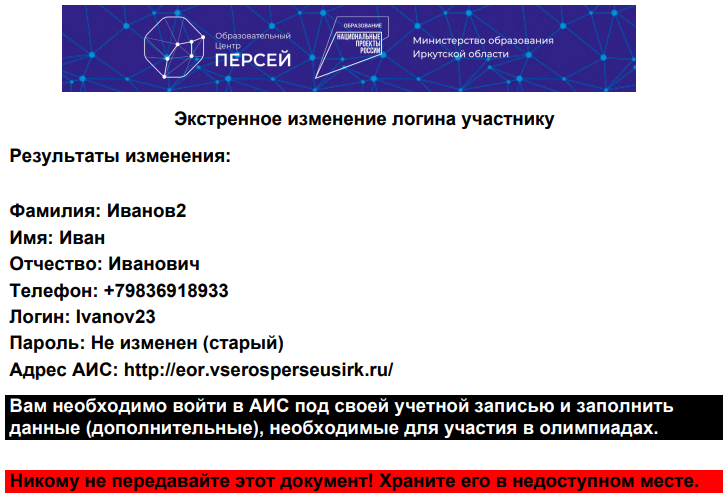 Образовательный
Центр
ПЕРСЕЙ
ОБРАЗОВАНИЕ
НАЦИОНАЛЬНЫЕ
ПРОЕКТЫ
РОССИИ
Министерство образования
Иркутской области
Экстренное изменение логина участнику
Результаты изменения:
Фамилия: Иванов2
Имя: Иван
Отчество: Иванович
Телефон: +79836918933
Логин: Ivanov23
Пароль: Не изменен (старый)
Адрес АИС: http://eor.vserosperseusirk.ru/
Вам необходимо войти в АИС под своей учетной записью и заполнить
данные (дополнительные), необходимые для участия в олимпиадах.
Никому не передавайте этот документ! Храните его в недоступном месте.